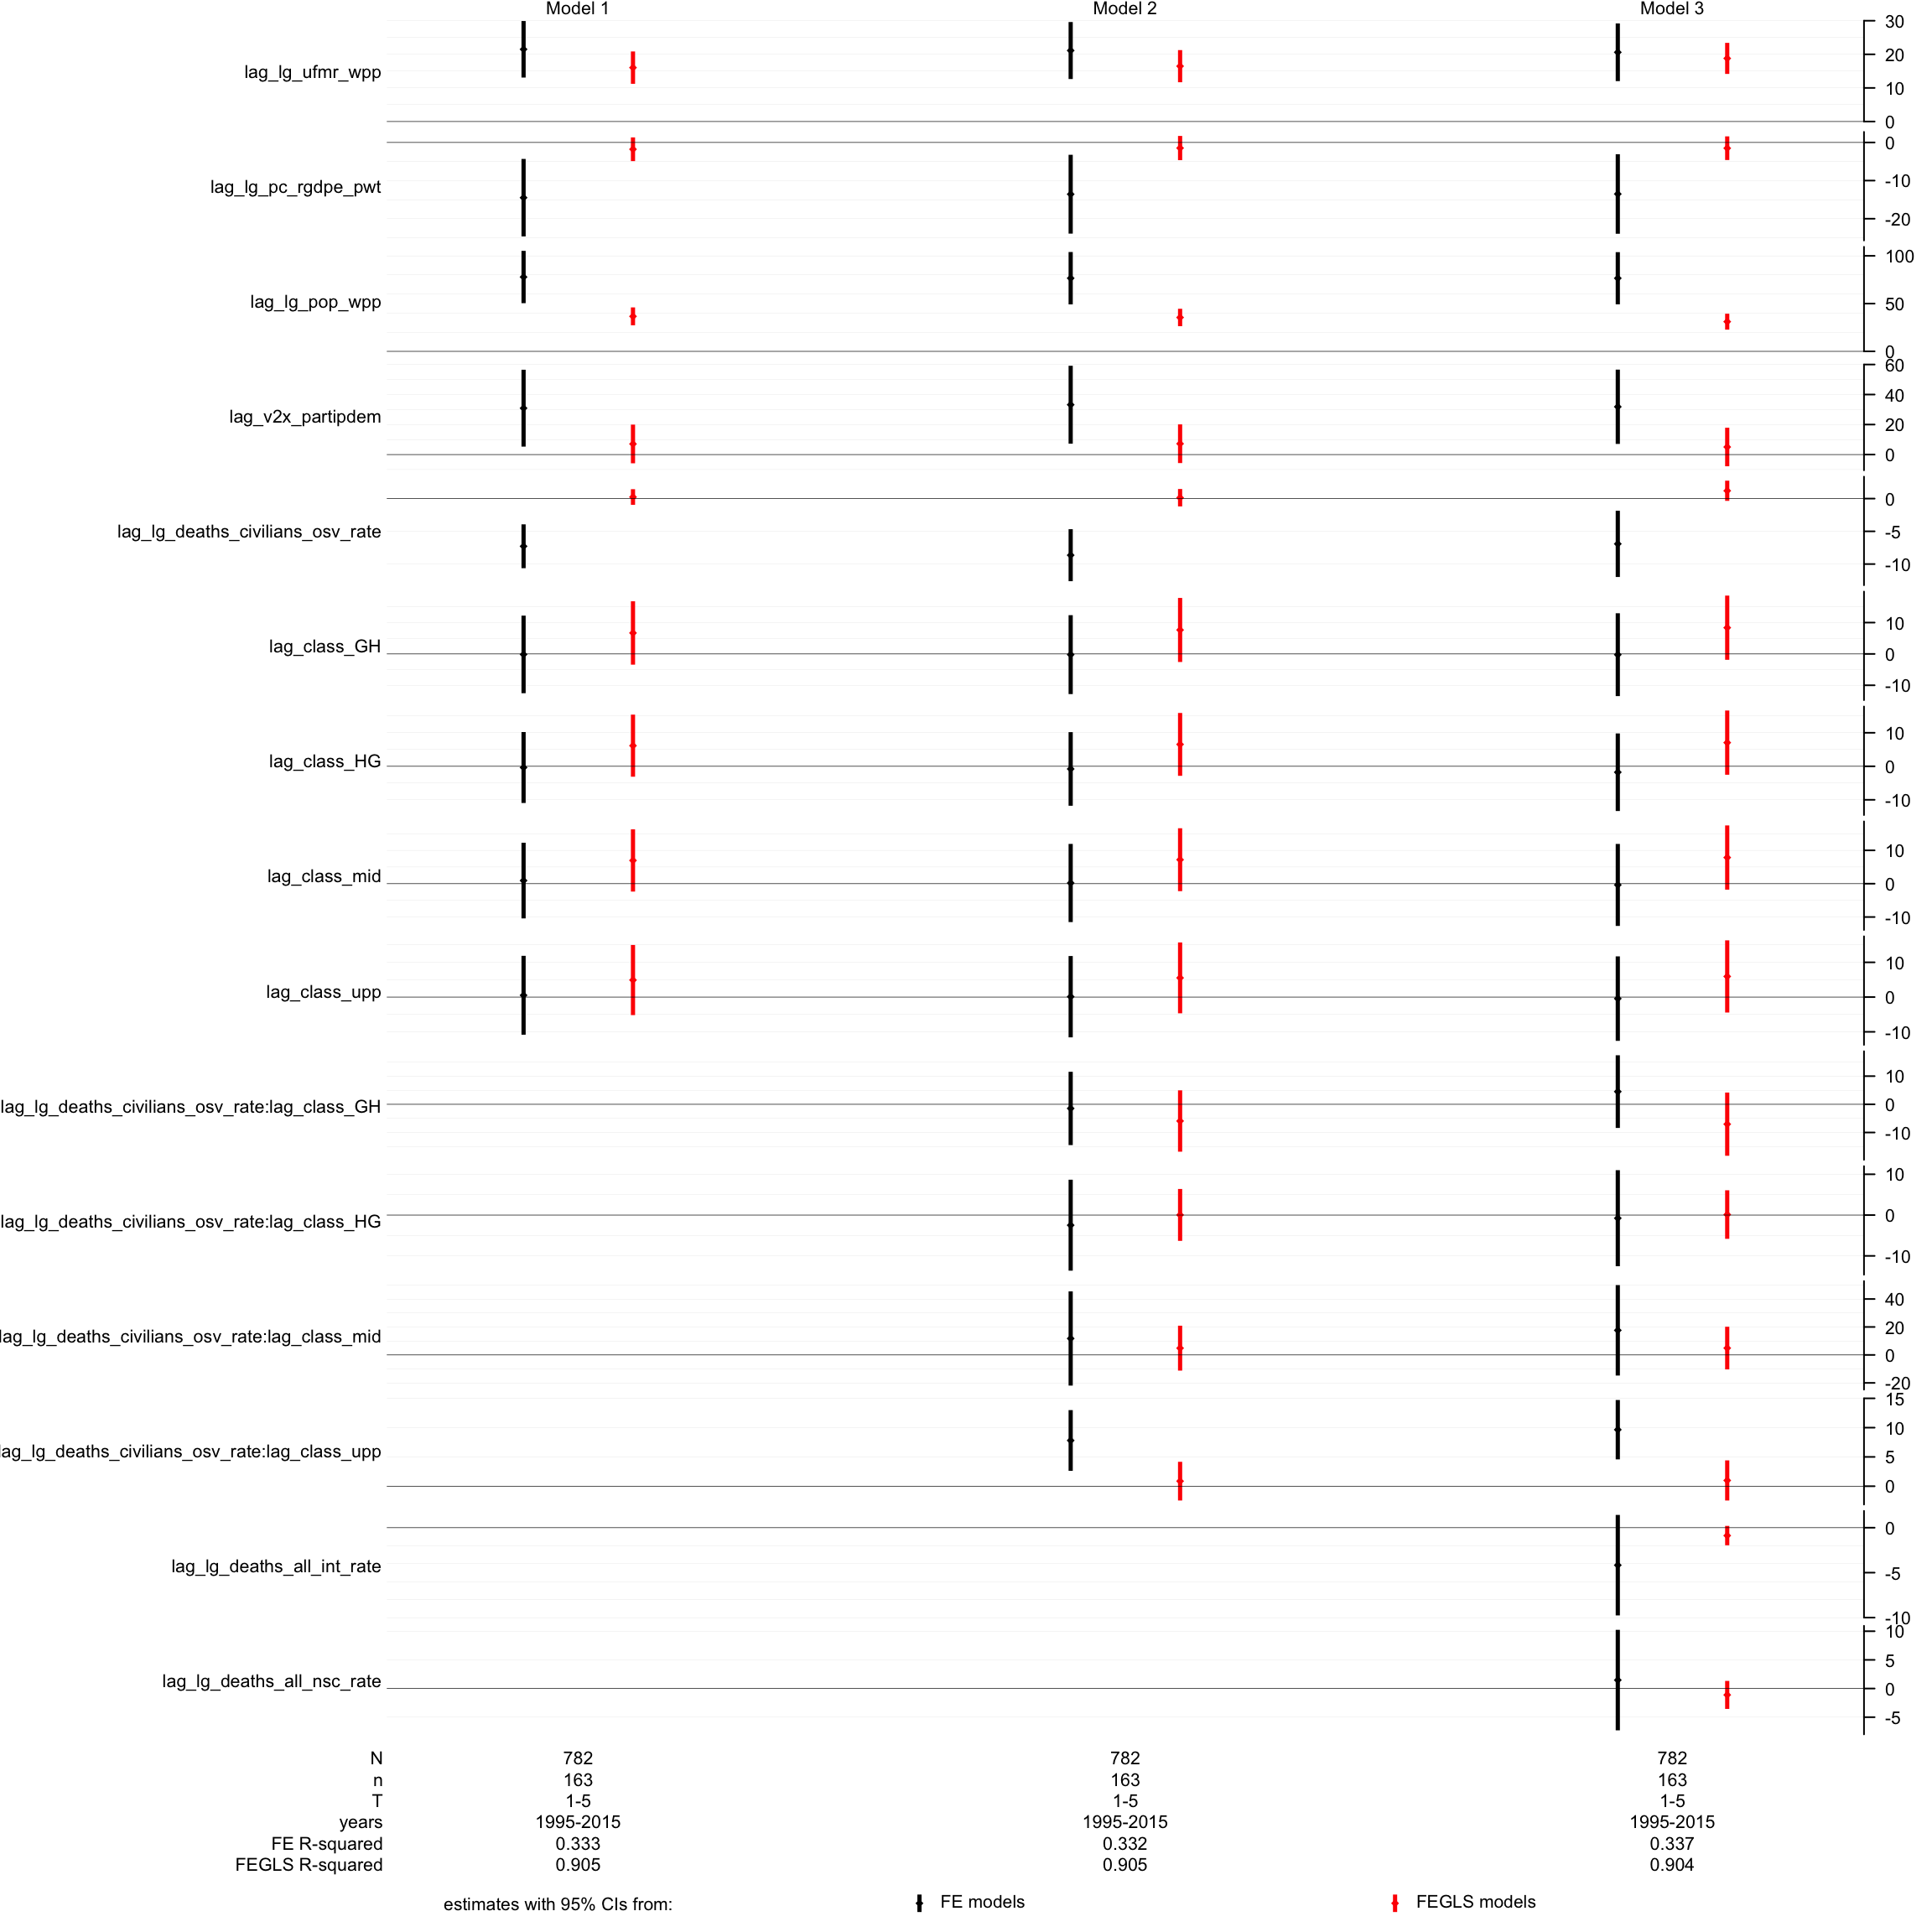 Model 1 Model 2 Model 3
lag_lg_ufmr_wpp 30 20 10 0
lag_lg_pc_rgdpe_pwt 0 -10 -20
lag_lg_pop_wpp 100 50 0
lag_v2x_partipdem 60 40 20 0
lag_lg_deaths_civilians_osv_rate 0 -5 -10
lag_class_GH 10 0 -10
lag_class_HG 10 0 -10
lag_class_mid 10 0 -10
lag_class_upp 10 0 -10
lag_lg_deaths_civilians_osv_rate:lag_class_GH 10 0 -10
lag_lg_deaths_civilians_osv_rate:lag_class_HG 10 0 -10
lag_lg_deaths_civilians_osv_rate:lag_class_mid 40 20 0 -20
lag_lg_deaths_civilians_osv_rate:lag_class_upp 15 10 5 0
lag_lg_deaths_all_int_rate 0 -5 -10
lag_lg_deaths_all_nsc_rate 10 5 0 -5
N 782 782 782
n 163 163 163
T 1-5 1-5 1-5
years 1995-2015 1995-2015 1995-2015
FE R-squared 0.333 0.332 0.337
FEGLS R-squared 0.905 0.905 0.904
estimates with 95% CIs from: FE models FEGLS models